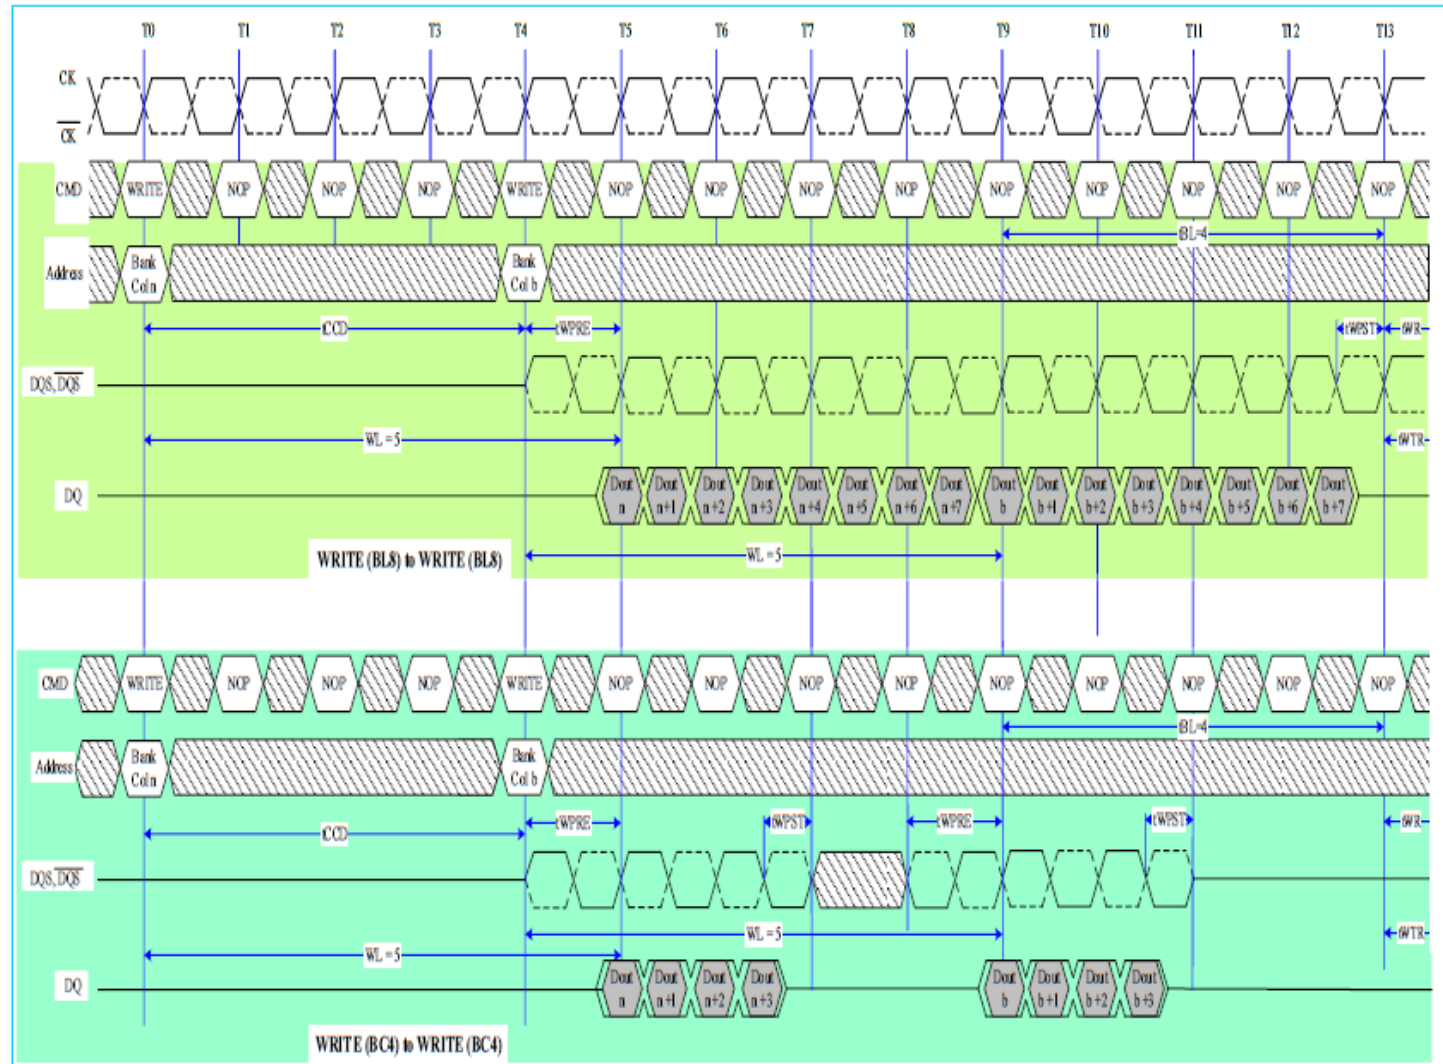 T0 T1 T2 T3 T4 T5 T6 T7 T8 T9 T10 T11 T12 T13
CK
CK
CMD WRITE NOP NOP NOP WRITE NOP NOP NOP NOP NOP NOP NOP NOP NOP
tBL=4
Address Bank Col n Bank Col b
tCCD tWPRE tWPST tWR
DQS, DQS
WL = 5 tWTR
DQ Dout n Dout n+1 Dout n+2 Dout n+3 Dout n+4 Dout n+5 Dout n+6 Dout n+7 Dout b Dout b+1 Dout b+2 Dout b+3 Dout b+4 Dout b+5 Dout b+6 Dout b+7
WL = 5
WRITE (BL8) to WRITE (BL8)
CMD WRITE NOP NOP NOP WRITE NOP NOP NOP NOP NOP NOP NOP NOP NOP
tBL=4
Address Bank Col n Bank Col b
tCCD tWPRE tWPST tWPRE tWPST tWR
DQS, DQS
WL = 5 tWTR
WL = 5
DQ Dout n Dout n+1 Dout n+2 Dout n+3 Dout b Dout b+1 Dout b+2 Dout b+3
WRITE (BC4) to WRITE (BC4)